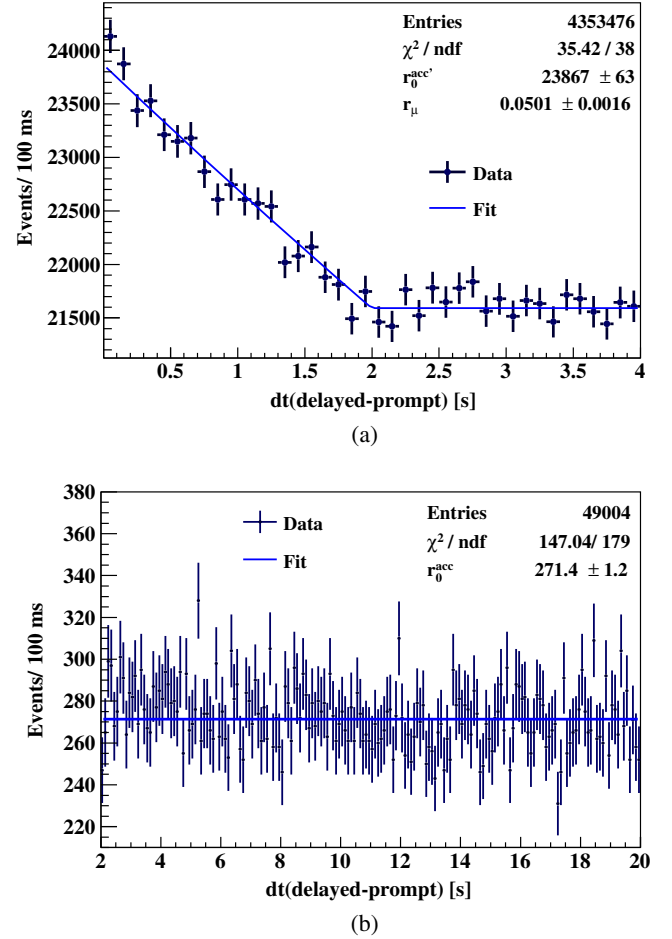 Entries 4353476
χ² / ndf 35.42 / 38
r₀^acc' 23867 ± 63
r_μ 0.0501 ± 0.0016
Data
Fit
24000
23500
23000
22500
22000
21500
Events/ 100 ms
0.5 1 1.5 2 2.5 3 3.5 4
dt(delayed-prompt) [s]
(a)
380
360
340
320
300
280
260
240
220
Events/ 100 ms
Data
Fit
Entries 49004
χ² / ndf 147.04/ 179
r₀^acc 271.4 ± 1.2
2 4 6 8 10 12 14 16 18 20
dt(delayed-prompt) [s]
(b)